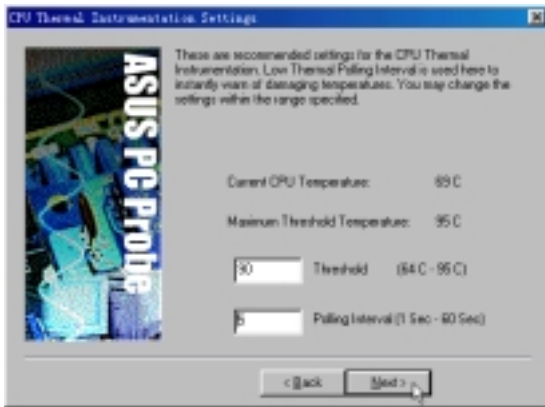 CPU Thermal Instrumentation Settings
ASUS PC Probe
These are recommended settings for the CPU Thermal
Instrumentation. Low Thermal Polling Interval is used here to
instantly warn of damaging temperatures. You may change the
settings within the range specified.
Current CPU Temperature: 69 C
Maximum Threshold Temperature: 95 C
90 Threshold (64 C - 95 C)
Polling Interval (1 Sec - 60 Sec)
< Back Next >